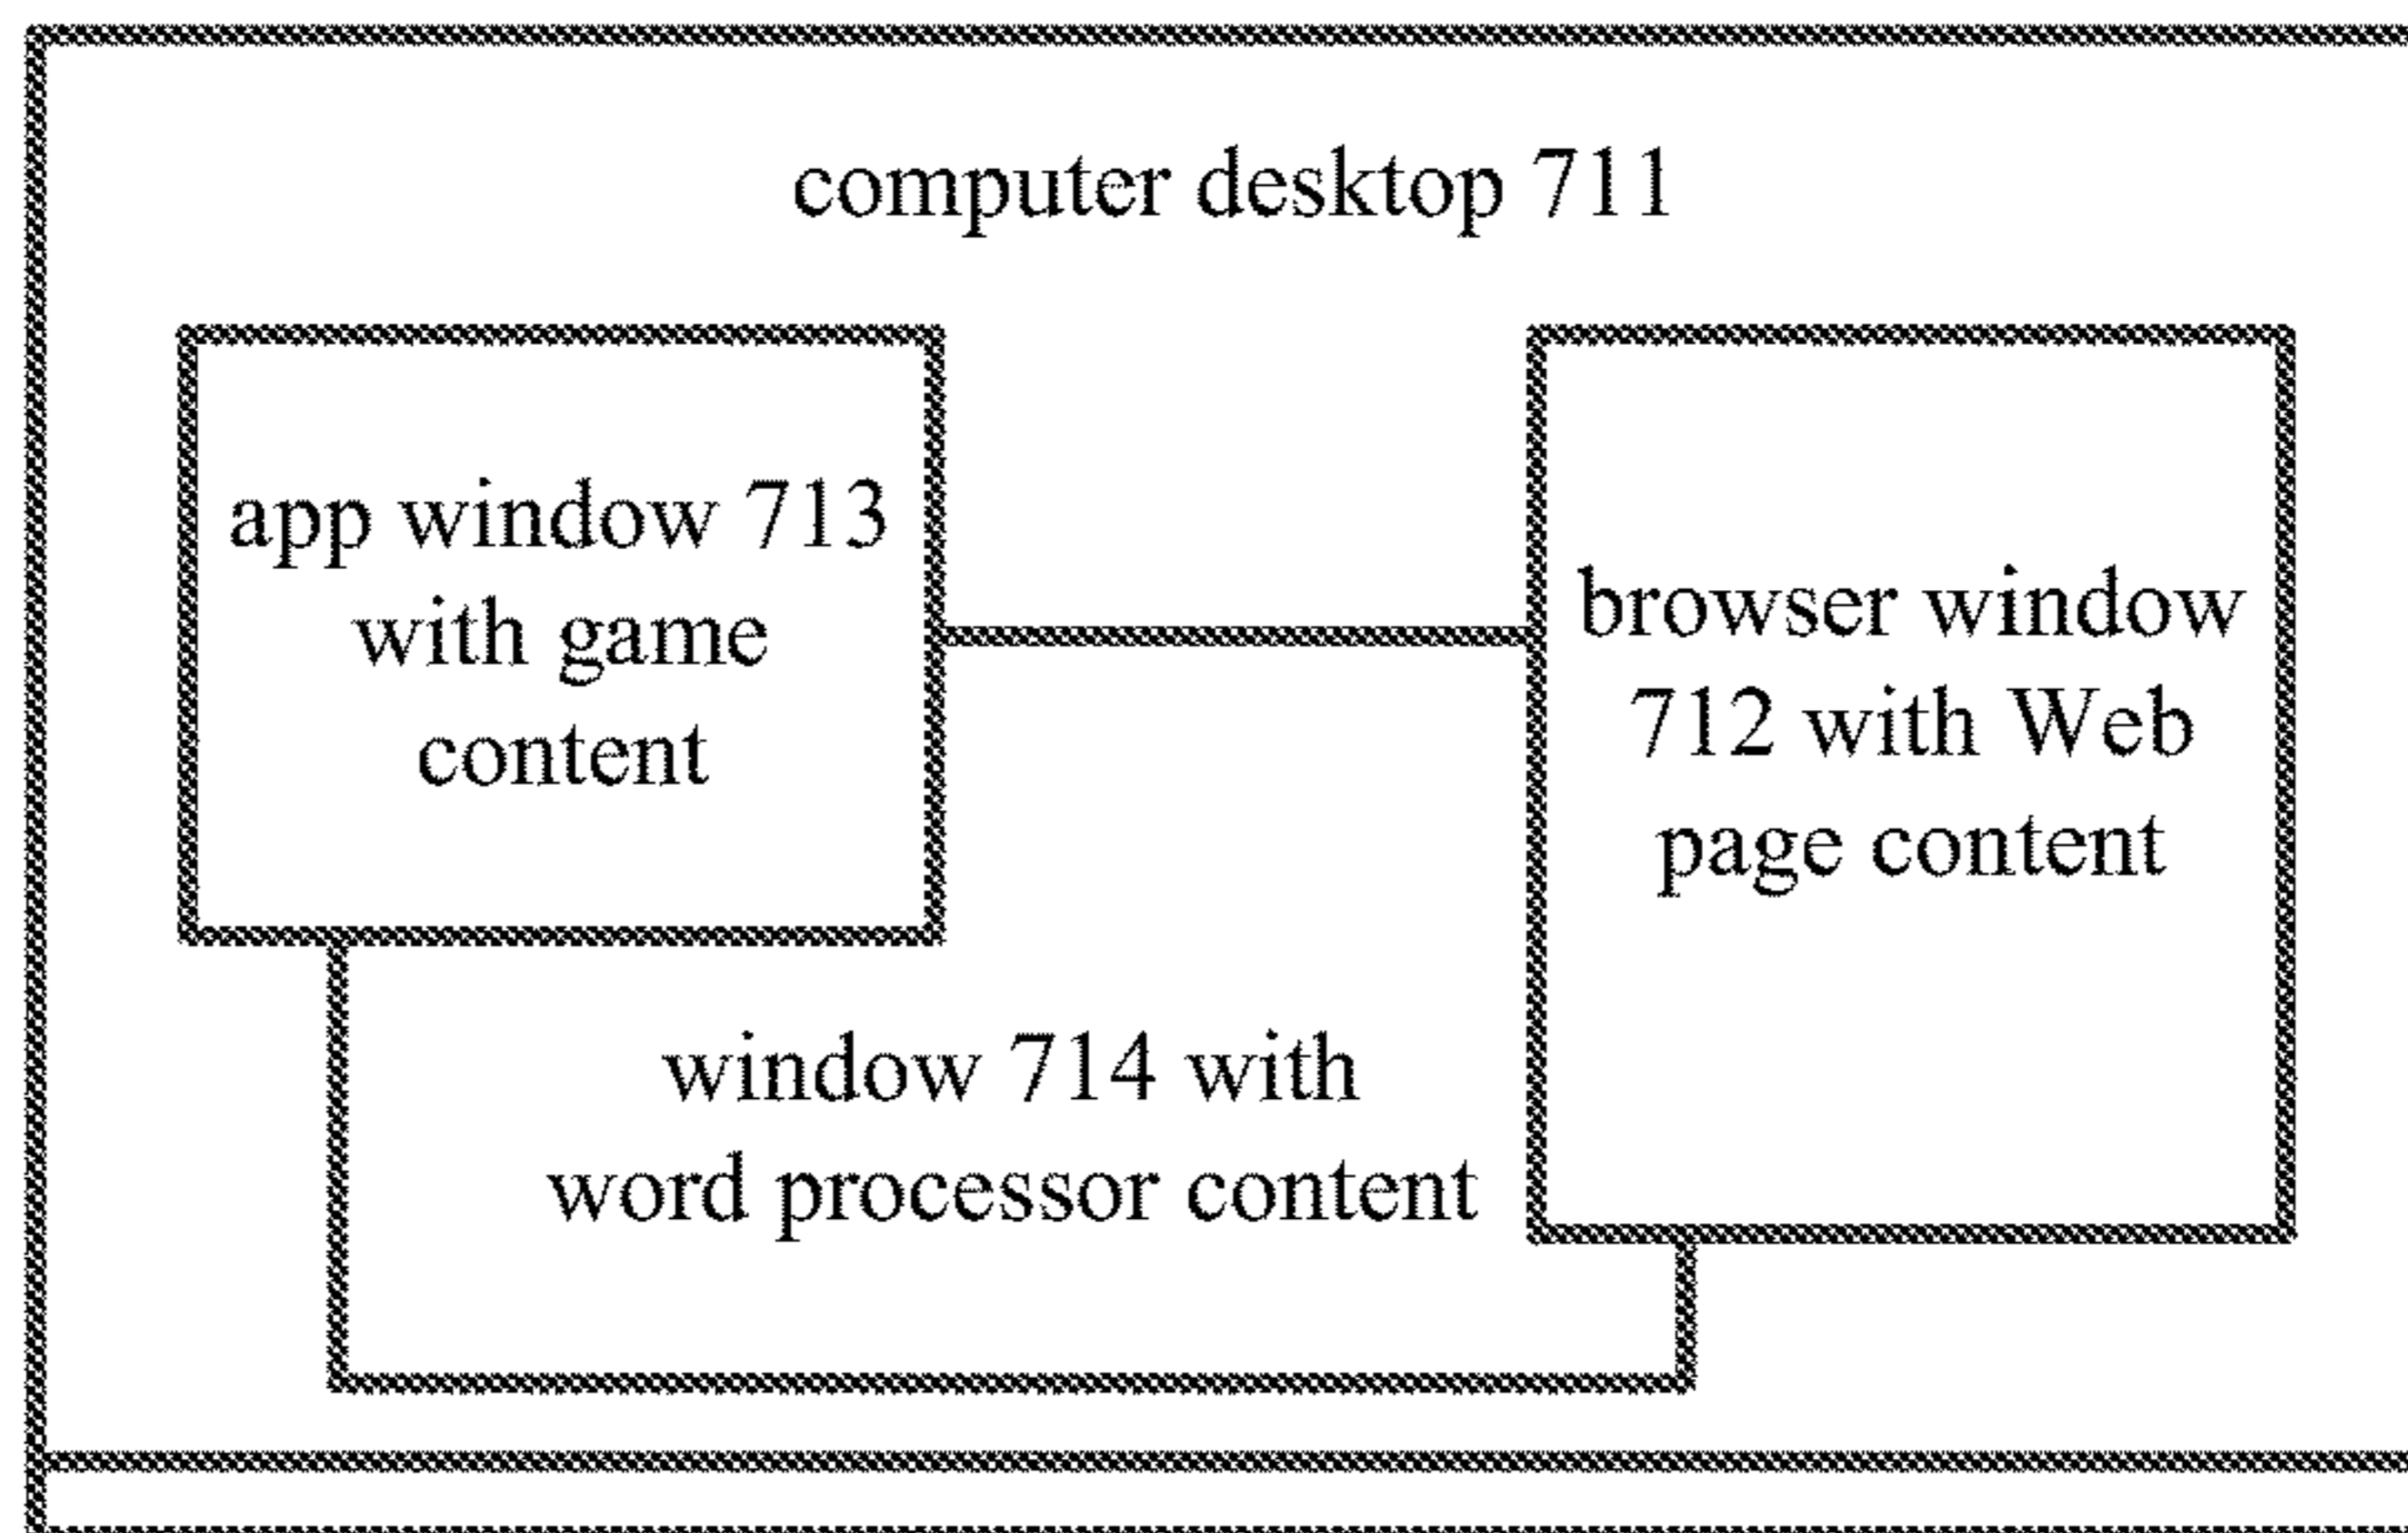 computer desktop 711
app window 713
with game
content
browser window
712 with Web
page content
window 714 with
word processor content